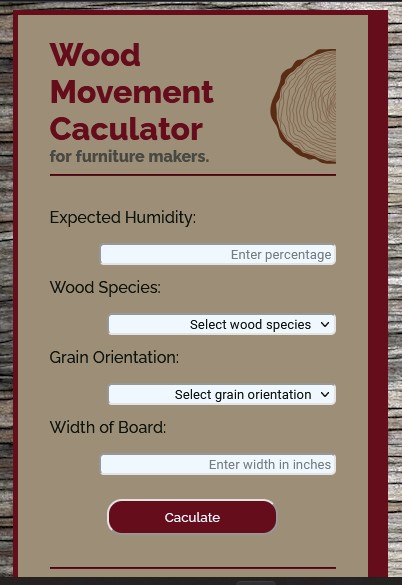 Wood
Movement
Caculator
for furniture makers.
Expected Humidity:
Enter percentage
Wood Species:
Select wood species
Grain Orientation:
Select grain orientation
Width of Board:
Enter width in inches
Caculate